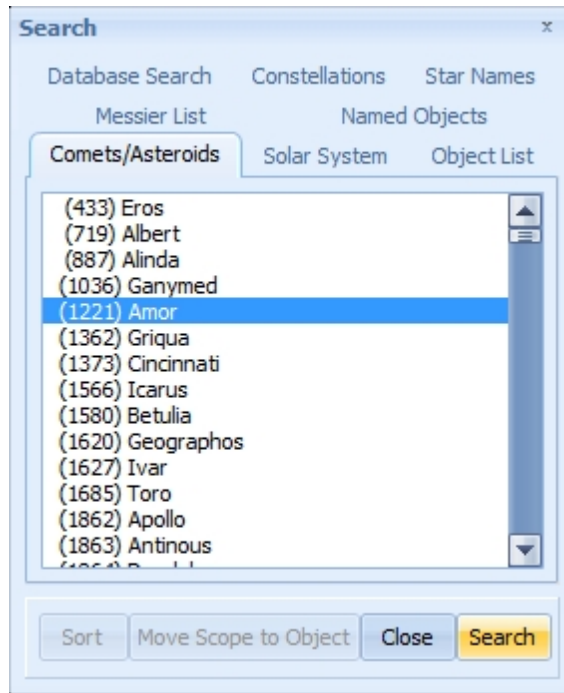 Search x
Database Search Constellations Star Names
Messier List Named Objects
Comets/Asteroids Solar System Object List
(433) Eros
(719) Albert
(887) Alinda
(1036) Ganymed
(1221) Amor
(1362) Griqua
(1373) Cincinnati
(1566) Icarus
(1580) Betulia
(1620) Geographos
(1627) Ivar
(1685) Toro
(1862) Apollo
(1863) Antinous
Sort Move Scope to Object Close Search